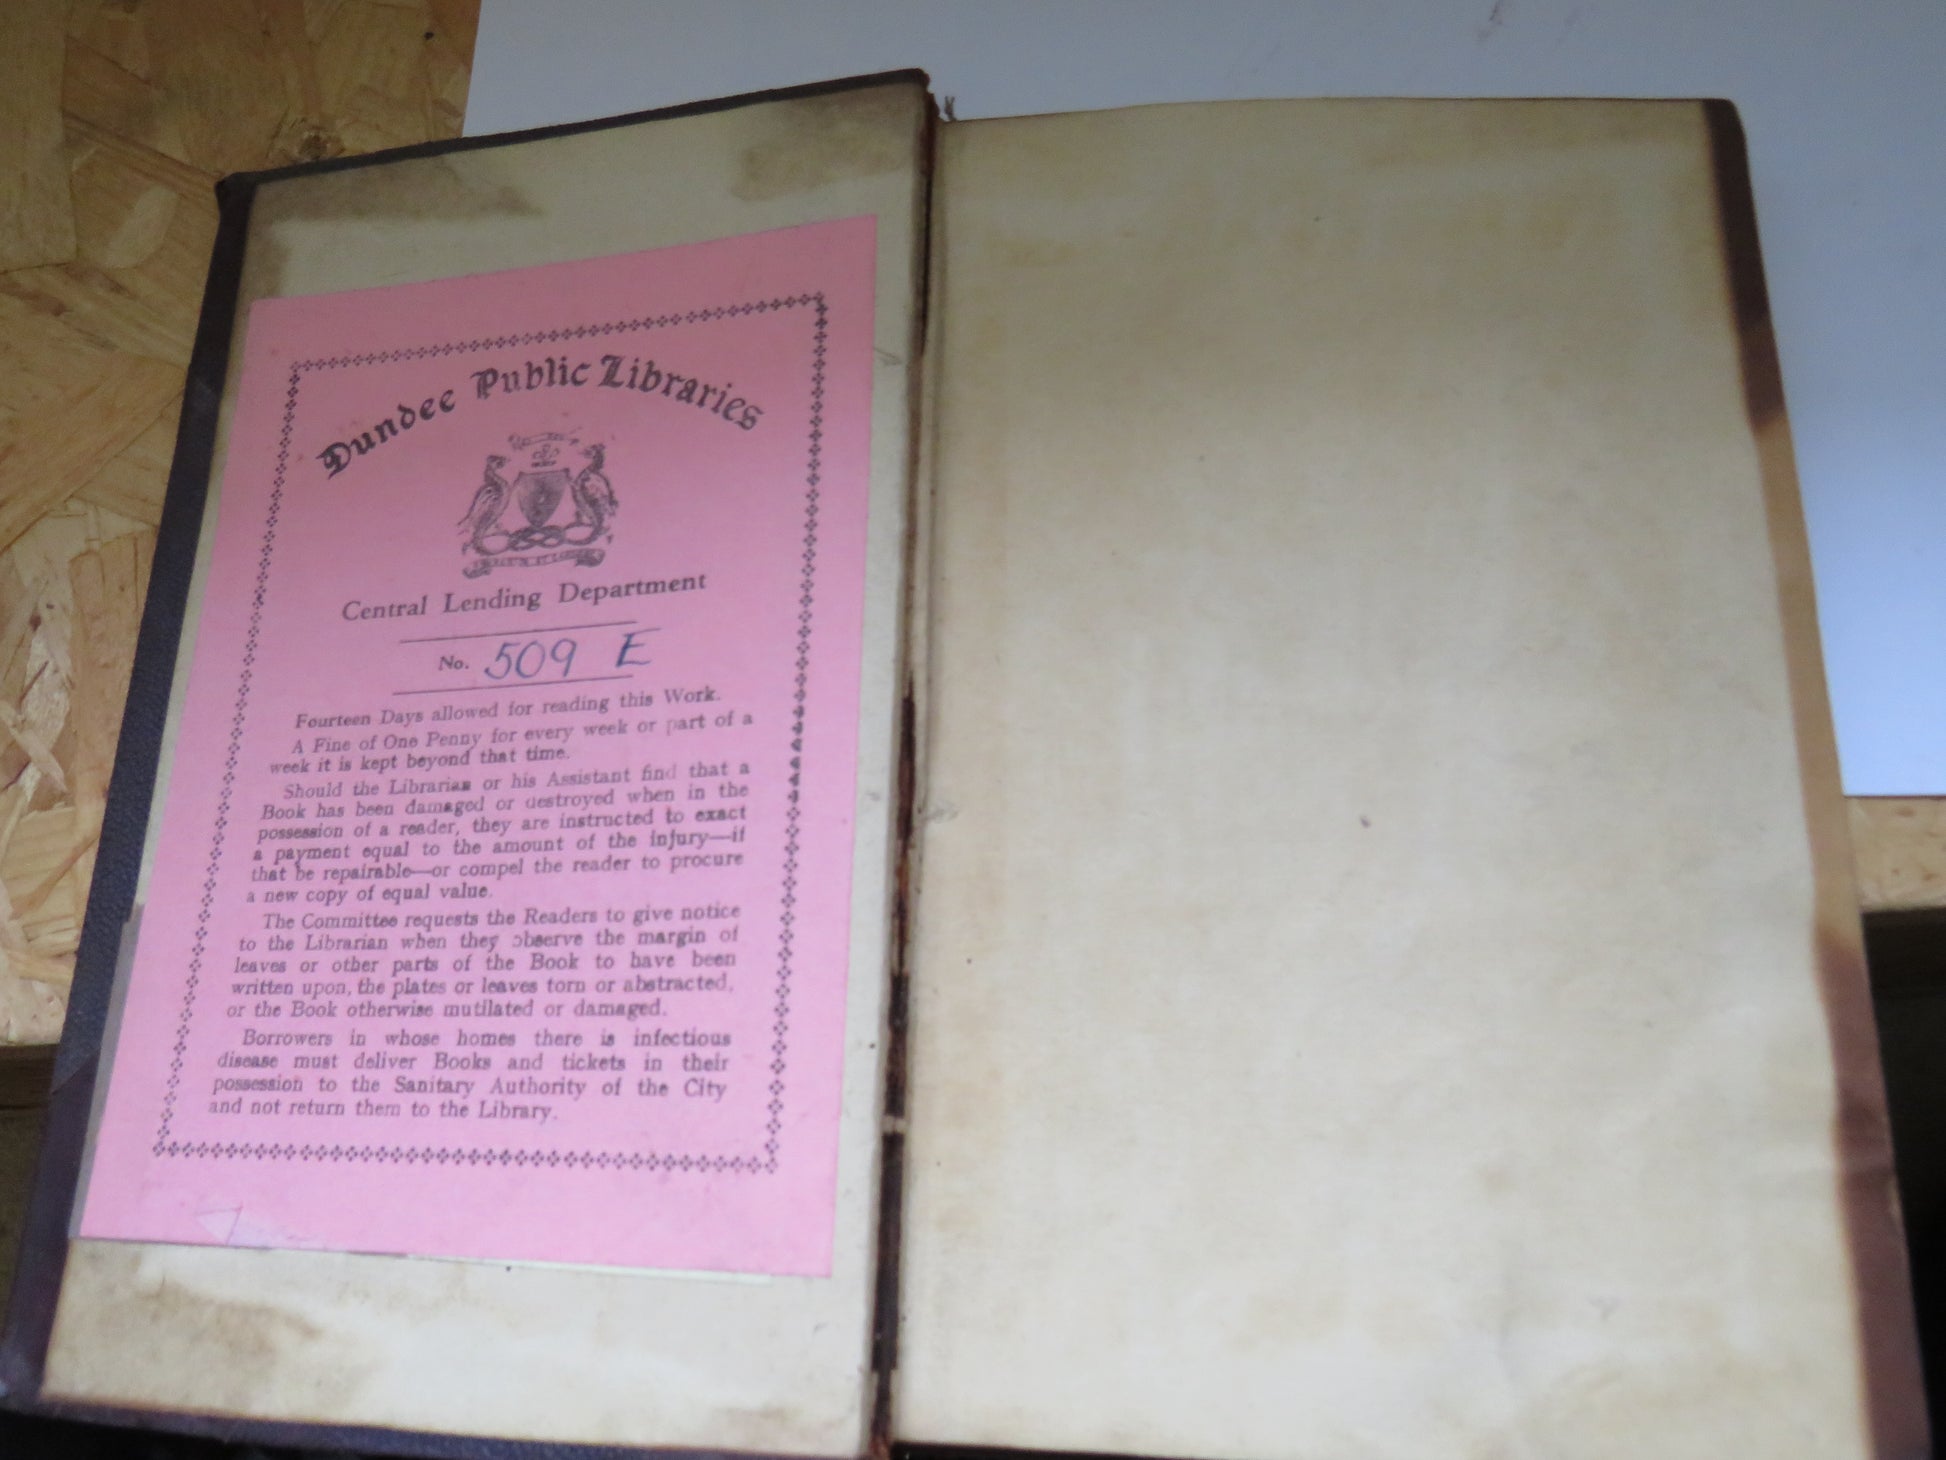 Dundee Public Libraries
Central Lending Department
No. 509 E
Fourteen Days allowed for reading this Work.
A Fine of One Penny for every week or part of a
week it is kept beyond that time.
Should the Librarian or his Assistant find that a
Book has been damaged or destroyed when in the
possession of a reader, they are instructed to exact
a payment equal to the amount of the injury—if
that be repairable—or compel the reader to procure
a new copy of equal value.
The Committee requests the Readers to give notice
to the Librarian when they observe the margin of
leaves or other parts of the Book to have been
written upon, the plates or leaves torn or abstracted,
or the Book otherwise mutilated or damaged.
Borrowers in whose homes there is infectious
disease must deliver Books and tickets in their
possession to the Sanitary Authority of the City
and not return them to the Library.